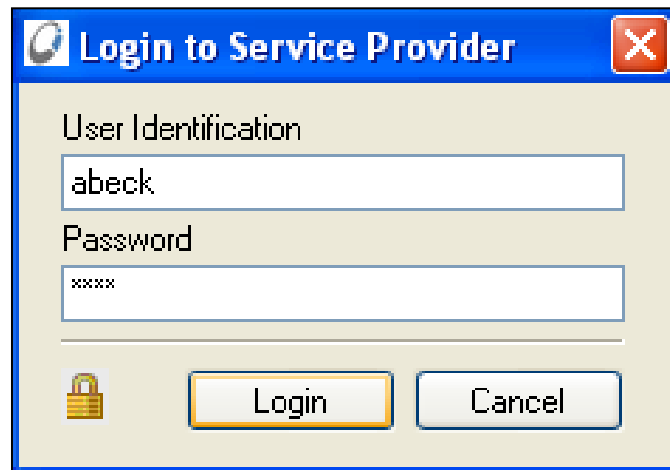 Login to Service Provider
User Identification
abeck
Password
xxxx
Login Cancel